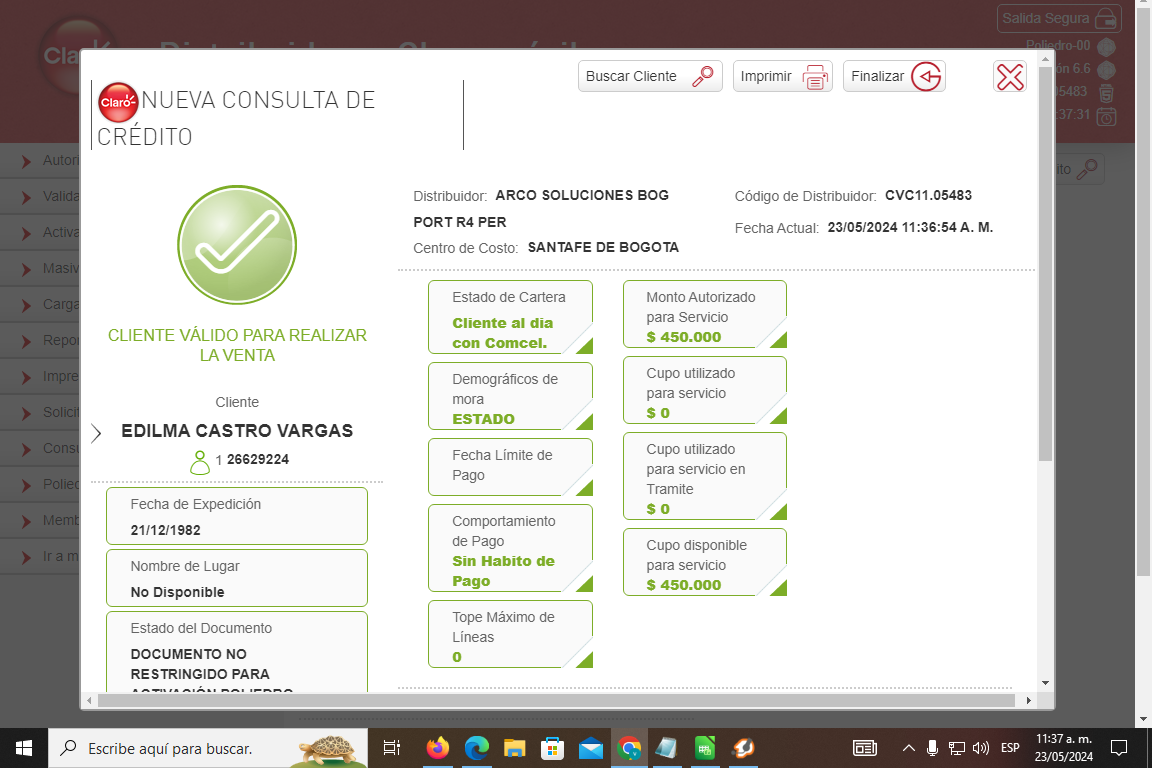 Salida Segura
Claro
Poliedro-00
ón 6.6
05483
:37:31
Buscar Cliente
Imprimir
Finalizar
Claro
NUEVA CONSULTA DE
CRÉDITO
Autori
Valida
Activa
Masiv
Carga
Repor
Impre
Solicit
Consu
Polied
Memb
Ir a m
ito
CLIENTE VÁLIDO PARA REALIZAR
LA VENTA
Cliente
EDILMA CASTRO VARGAS
1 26629224
Fecha de Expedición
21/12/1982
Nombre de Lugar
No Disponible
Estado del Documento
DOCUMENTO NO
RESTRINGIDO PARA
ACTIVACIÓN POLIEDRO
Distribuidor: ARCO SOLUCIONES BOG
PORT R4 PER
Centro de Costo: SANTAFE DE BOGOTA
Código de Distribuidor: CVC11.05483
Fecha Actual: 23/05/2024 11:36:54 A. M.
Estado de Cartera
Cliente al día
con Comcel.
Demográficos de
mora
ESTADO
Fecha Límite de
Pago
Comportamiento
de Pago
Sin Habito de
Pago
Tope Máximo de
Líneas
0
Monto Autorizado
para Servicio
$ 450.000
Cupo utilizado
para servicio
$ 0
Cupo utilizado
para servicio en
Tramite
$ 0
Cupo disponible
para servicio
$ 450.000
Escribe aquí para buscar.
ESP
11:37 a. m.
23/05/2024